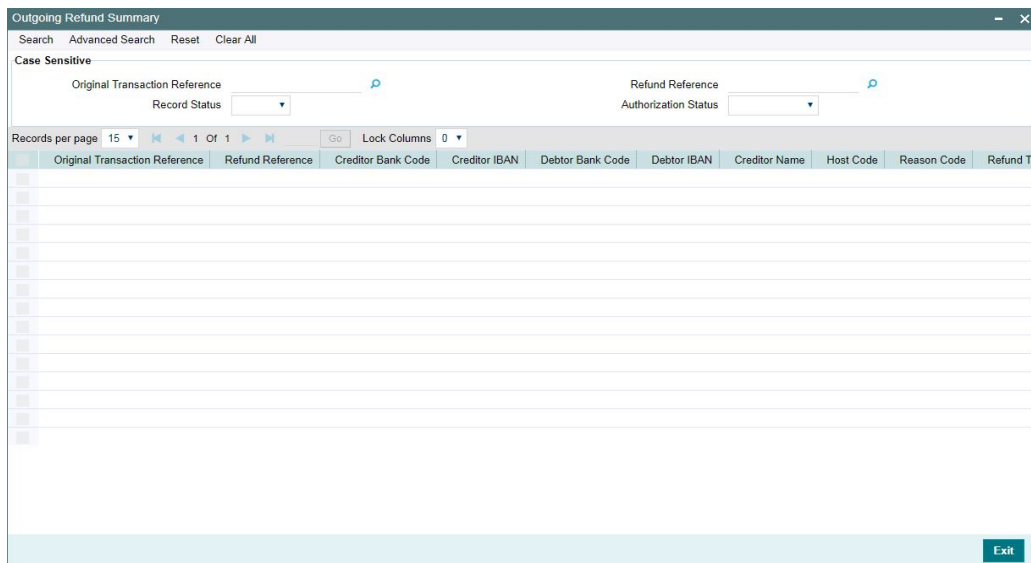 Outgoing Refund Summary
Search Advanced Search Reset Clear All
Case Sensitive
Original Transaction Reference Refund Reference
Record Status Authorization Status
Records per page 15 1 Of 1 Go Lock Columns 0
Original Transaction Reference Refund Reference Creditor Bank Code Creditor IBAN Debtor Bank Code Debtor IBAN Creditor Name Host Code Reason Code Refund T
Exit